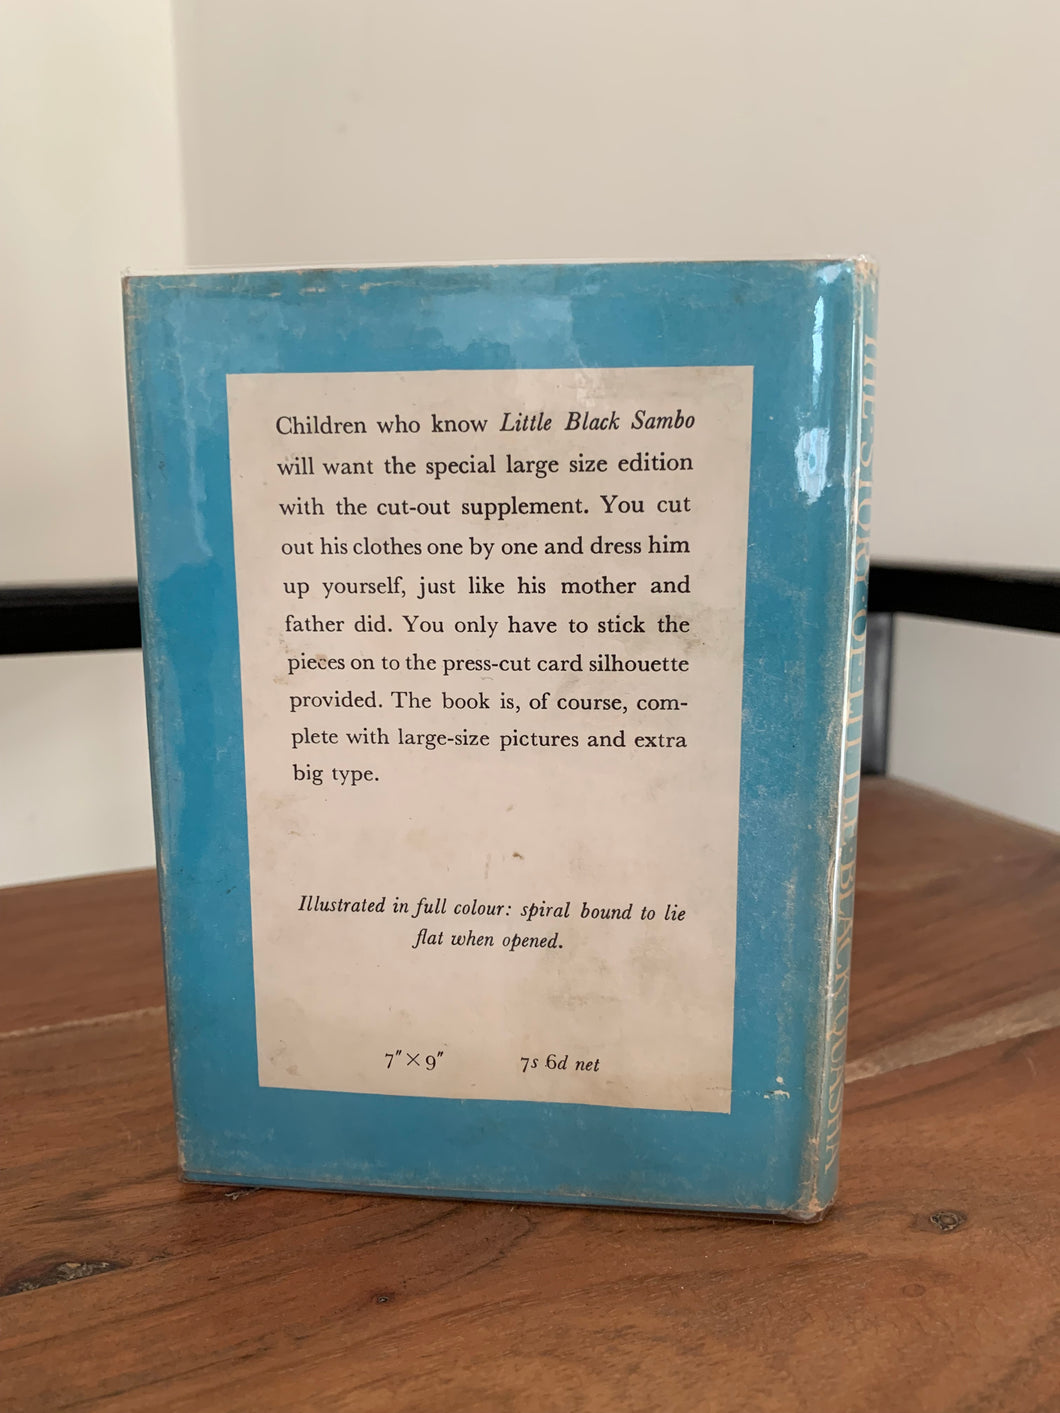 Children who know Little Black Sambo
will want the special large size edition
with the cut-out supplement. You cut
out his clothes one by one and dress him
up yourself, just like his mother and
father did. You only have to stick the
pieces on to the press-cut card silhouette
provided. The book is, of course, com-
plete with large-size pictures and extra
big type.
Illustrated in full colour: spiral bound to lie
flat when opened.
7" × 9" 7s 6d net
THE STORY OF LITTLE BLACK QUASHA